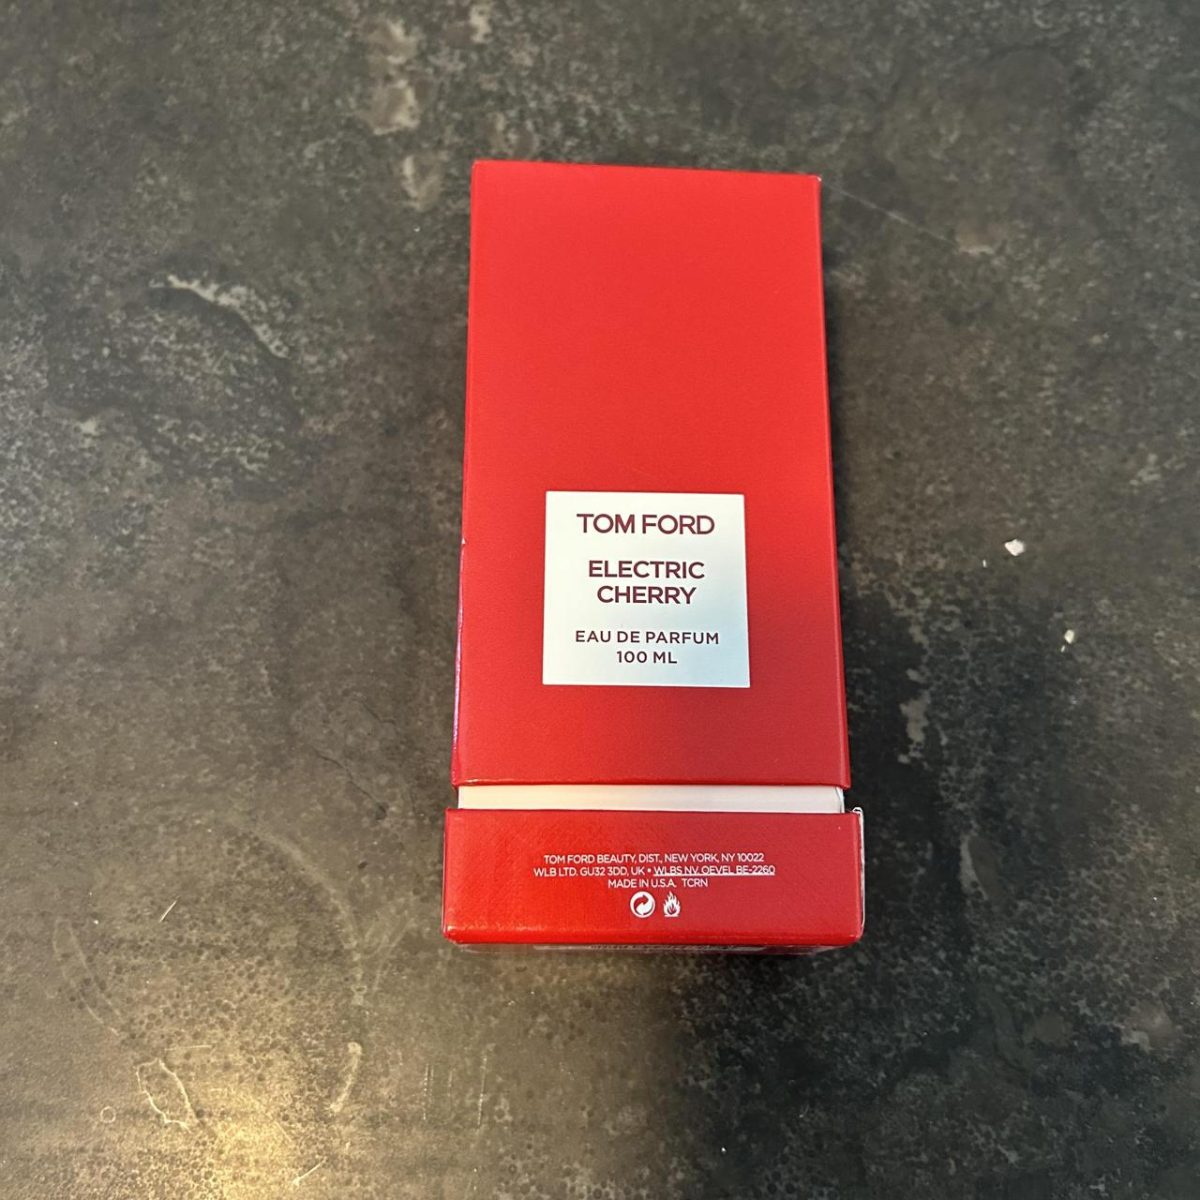 TOM FORD
ELECTRIC
CHERRY
EAU DE PARFUM
100 ML
TOM FORD BEAUTY, DIST., NEW YORK, NY 10022
WLB LTD. GU32 3DD, UK • WLBS NV. OEVEL BE-2260
MADE IN U.S.A. TCRN